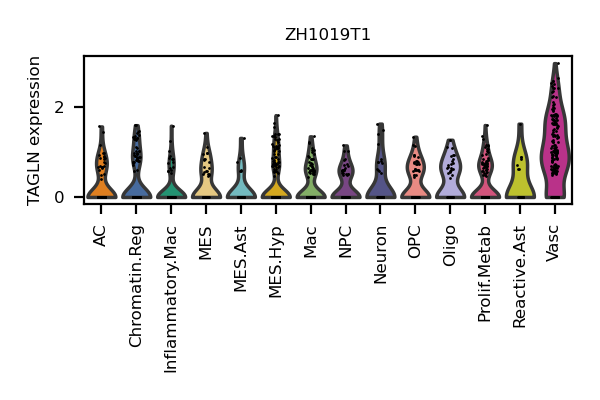 ZH1019T1
TAGLN expression
2
0
AC
Chromatin.Reg
Inflammatory.Mac
MES
MES.Ast
MES.Hyp
Mac
NPC
Neuron
OPC
Oligo
Prolif.Metab
Reactive.Ast
Vasc